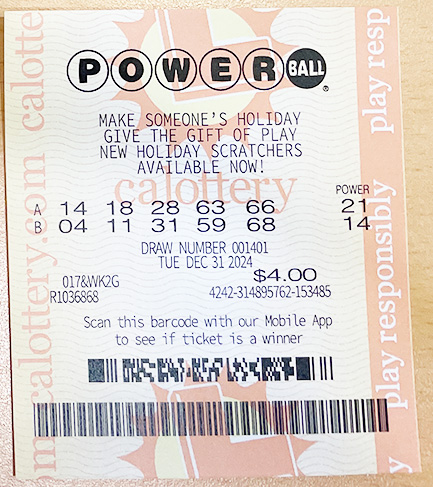 POWERBALL
MAKE SOMEONE'S HOLIDAY
GIVE THE GIFT OF PLAY
NEW HOLIDAY SCRATCHERS
AVAILABLE NOW!
calottery
POWER
A 14 18 28 63 66 21
B 04 11 31 59 68 14
DRAW NUMBER 001401
TUE DEC 31 2024
017&WK2G $4.00
R1036868 4242-314895762-153485
Scan this barcode with our Mobile App
to see if ticket is a winner
m calottery.com calotte
play responsibly play resp
y